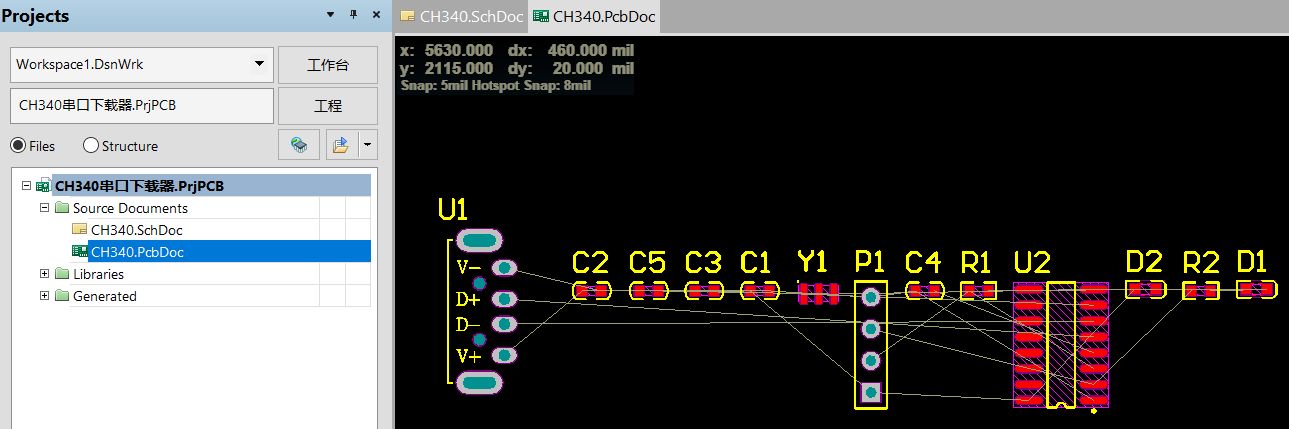 Projects
Workspace1.DsnWrk
工作台
CH340串口下载器.PrjPCB
工程
Files
Structure
CH340串口下载器.PrjPCB
Source Documents
CH340.SchDoc
CH340.PcbDoc
Libraries
Generated
CH340.SchDoc
CH340.PcbDoc
x: 5630.000 dx: 460.000 mil
y: 2115.000 dy: 20.000 mil
Snap: 5mil Hotspot Snap: 8mil
U1
V-
D+
D-
V+
C2 C5 C3 C1 Y1 P1 C4 R1 U2 D2 R2 D1